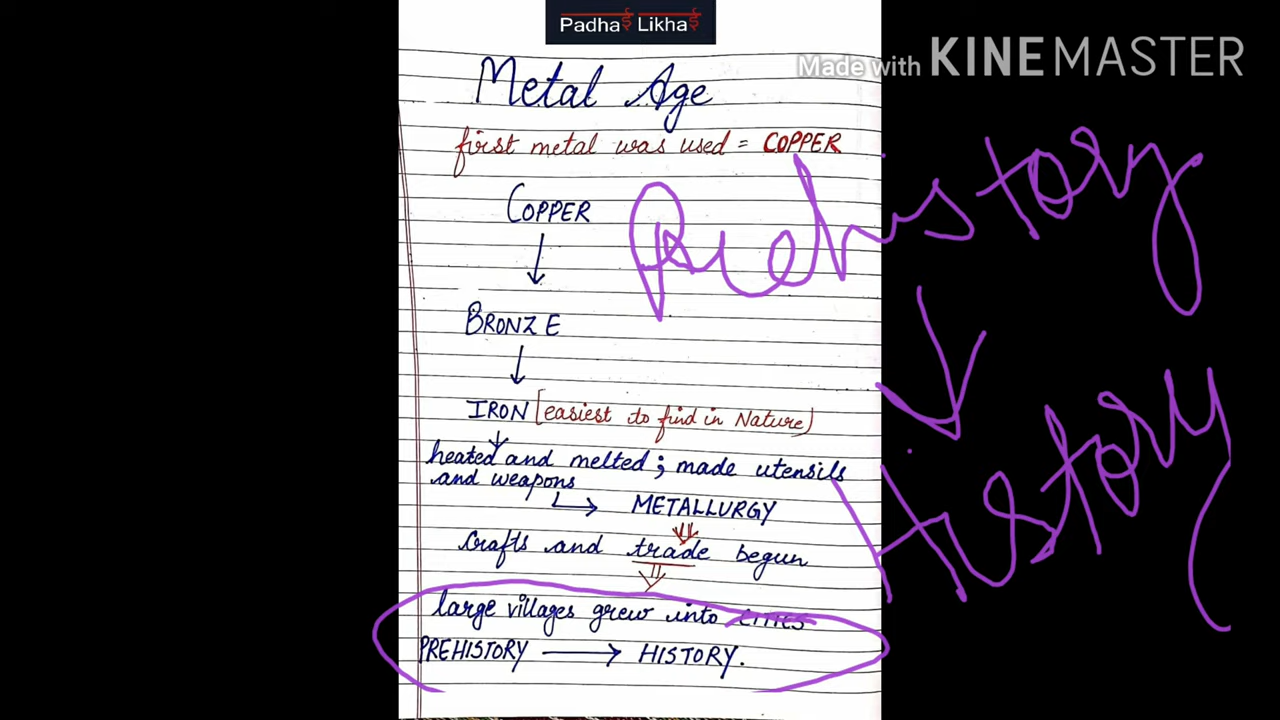 Padhaई Likhaई
Made with KINEMASTER
Metal Age
first metal was used = COPPER
COPPER
Prehistory
BRONZE
IRON [easiest to find in Nature)
heated and melted ; made utensils
and weapons
METALLURGY
History
crafts and trade begun
large villages grew into cities
PREHISTORY → HISTORY.